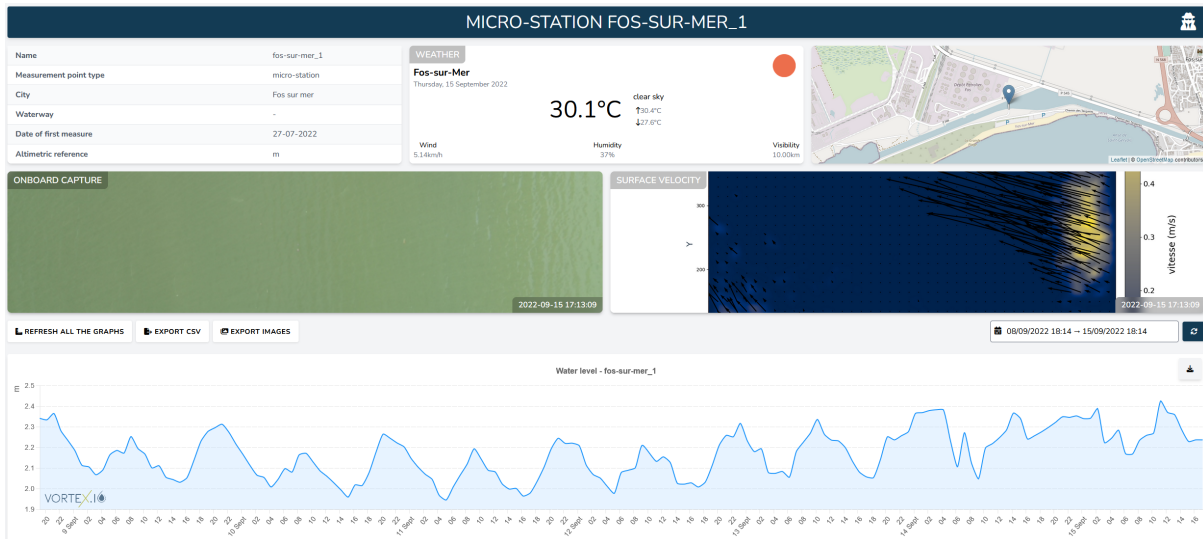 MICRO-STATION FOS-SUR-MER_1
Name fos-sur-mer_1
Measurement point type micro-station
City Fos sur mer
Waterway -
Date of first measure 27-07-2022
Altimetric reference m
WEATHER
Fos-sur-Mer
Thursday, 15 September 2022
30.1°C
clear sky
↑30.4°C
↓27.6°C
Wind Humidity Visibility
5.14km/h 37% 10.00km
Leaflet | © OpenStreetMap contributors
ONBOARD CAPTURE
2022-09-15 17:13:09
SURFACE VELOCITY
300
200
Y
0.4
0.3
0.2
vitesse (m/s)
2022-09-15 17:13:09
REFRESH ALL THE GRAPHS EXPORT CSV EXPORT IMAGES
08/09/2022 18:14 → 15/09/2022 18:14
Water level - fos-sur-mer_1
m
2.5
2.4
2.3
2.2
2.1
2.0
1.9
VORTEX.IO
20 22 9 Sept 02 04 06 08 10 12 14 16 18 20 22 10 Sept 02 04 06 08 10 12 14 16 18 20 22 11 Sept 02 04 06 08 10 12 14 16 18 20 22 12 Sept 02 04 06 08 10 12 14 16 18 20 22 13 Sept 02 04 06 08 10 12 14 16 18 20 22 14 Sept 02 04 06 08 10 12 14 16 18 20 22 15 Sept 02 04 06 08 10 12 14 16 18